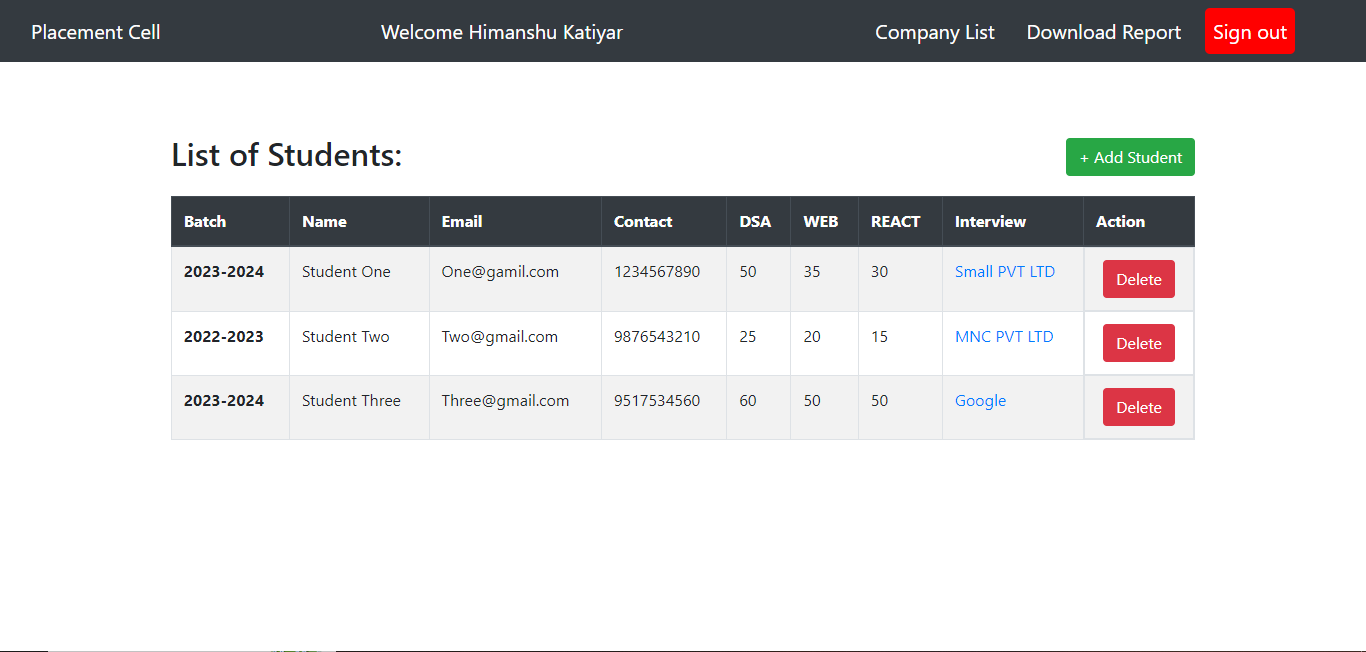 Placement Cell Welcome Himanshu Katiyar Company List Download Report Sign out
List of Students: + Add Student
Batch Name Email Contact DSA WEB REACT Interview Action
2023-2024 Student One One@gamil.com 1234567890 50 35 30 Small PVT LTD Delete
2022-2023 Student Two Two@gmail.com 9876543210 25 20 15 MNC PVT LTD Delete
2023-2024 Student Three Three@gmail.com 9517534560 60 50 50 Google Delete